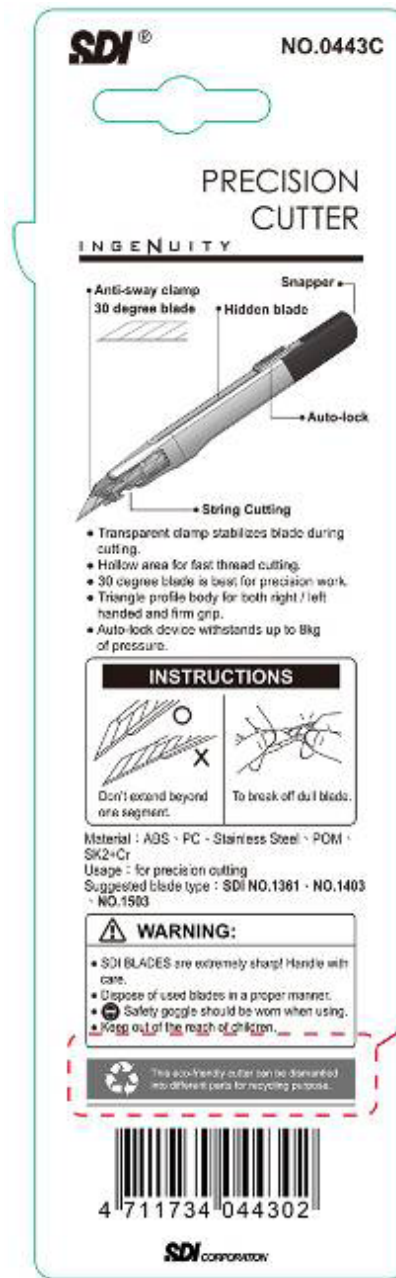 SDI ®
NO.0443C
PRECISION
CUTTER
INGENUITY
Anti-sway clamp
30 degree blade
Snapper
Hidden blade
Auto-lock
String Cutting
• Transparent clamp stabilizes blade during
cutting.
• Hollow area for fast thread cutting.
• 30 degree blade is best for precision work.
• Triangle profile body for both right / left
handed and firm grip.
• Auto-lock device withstands up to 8kg
of pressure.
INSTRUCTIONS
O
X
Don't extend beyond
one segment.
To break off dull blade.
Material：ABS、PC、Stainless Steel、POM、
SK2+Cr
Usage：for precision cutting
Suggested blade type：SDI NO.1361、NO.1403
、NO.1503
WARNING:
• SDI BLADES are extremely sharp! Handle with
care.
• Dispose of used blades in a proper manner.
• Safety goggle should be worn when using.
• Keep out of the reach of children.
This eco-friendly cutter can be dismantled
into different parts for recycling purpose.
4 711734 044302
SDI CORPORATION